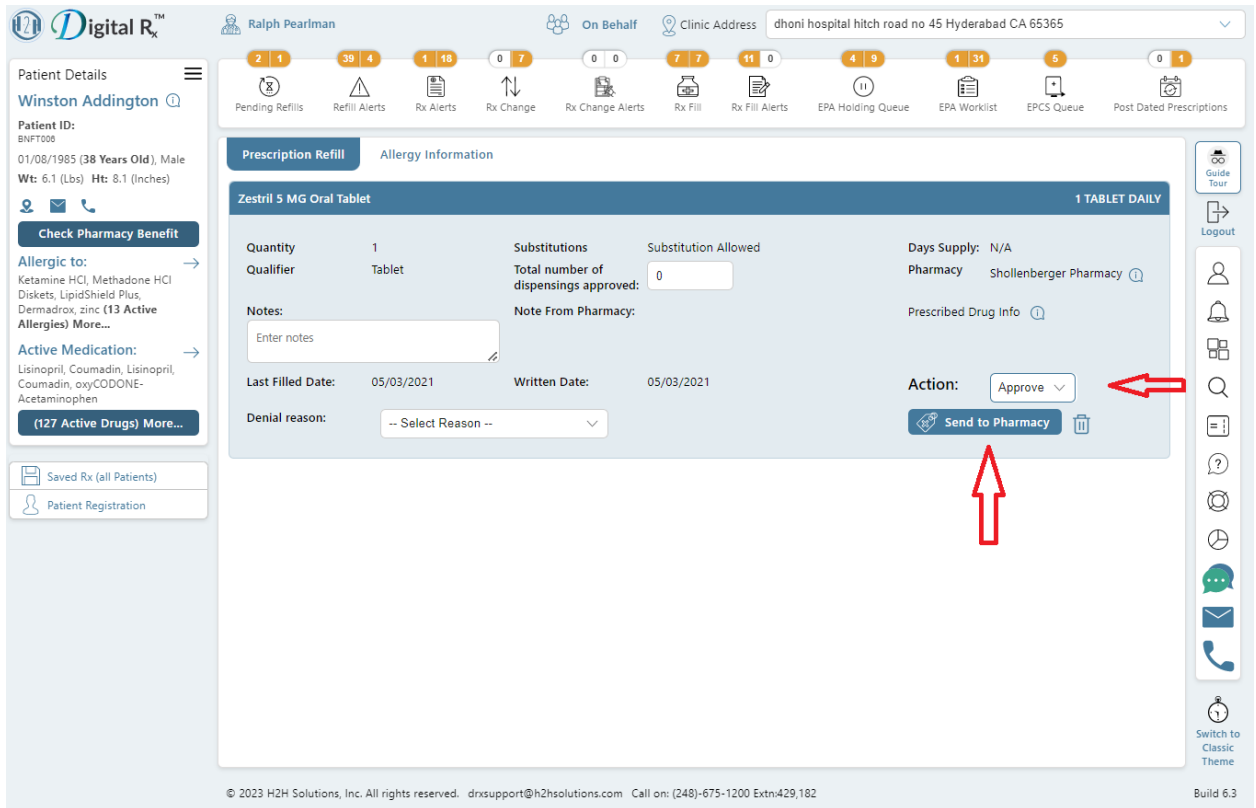 H2H Digital Rx™
Ralph Pearlman
On Behalf
Clinic Address
dhoni hospital hitch road no 45 Hyderabad CA 65365
2 1
39 4
1 18
0 7
0 0
7 7
11 0
4 9
1 31
5
0 1
Pending Refills
Refill Alerts
Rx Alerts
Rx Change
Rx Change Alerts
Rx Fill
Rx Fill Alerts
EPA Holding Queue
EPA Worklist
EPCS Queue
Post Dated Prescriptions
Patient Details
Winston Addington
Patient ID:
BNFT006
01/08/1985 (38 Years Old), Male
Wt: 6.1 (Lbs) Ht: 8.1 (Inches)
Check Pharmacy Benefit
Allergic to:
Ketamine HCl, Methadone HCl
Diskets, LipidShield Plus,
Dermadrox, zinc (13 Active
Allergies) More...
Active Medication:
Lisinopril, Coumadin, Lisinopril,
Coumadin, oxyCODONE-
Acetaminophen
(127 Active Drugs) More...
Saved Rx (all Patients)
Patient Registration
Prescription Refill
Allergy Information
Zestril 5 MG Oral Tablet
1 TABLET DAILY
Quantity 1
Substitutions Substitution Allowed
Days Supply: N/A
Qualifier Tablet
Total number of
dispensings approved: 0
Pharmacy Shollenberger Pharmacy
Notes:
Enter notes
Note From Pharmacy:
Prescribed Drug Info
Last Filled Date: 05/03/2021
Written Date: 05/03/2021
Action: Approve
Denial reason: -- Select Reason --
Send to Pharmacy
Guide
Tour
Logout
Switch to
Classic
Theme
© 2023 H2H Solutions, Inc. All rights reserved. drxsupport@h2hsolutions.com Call on: (248)-675-1200 Extn:429,182
Build 6.3